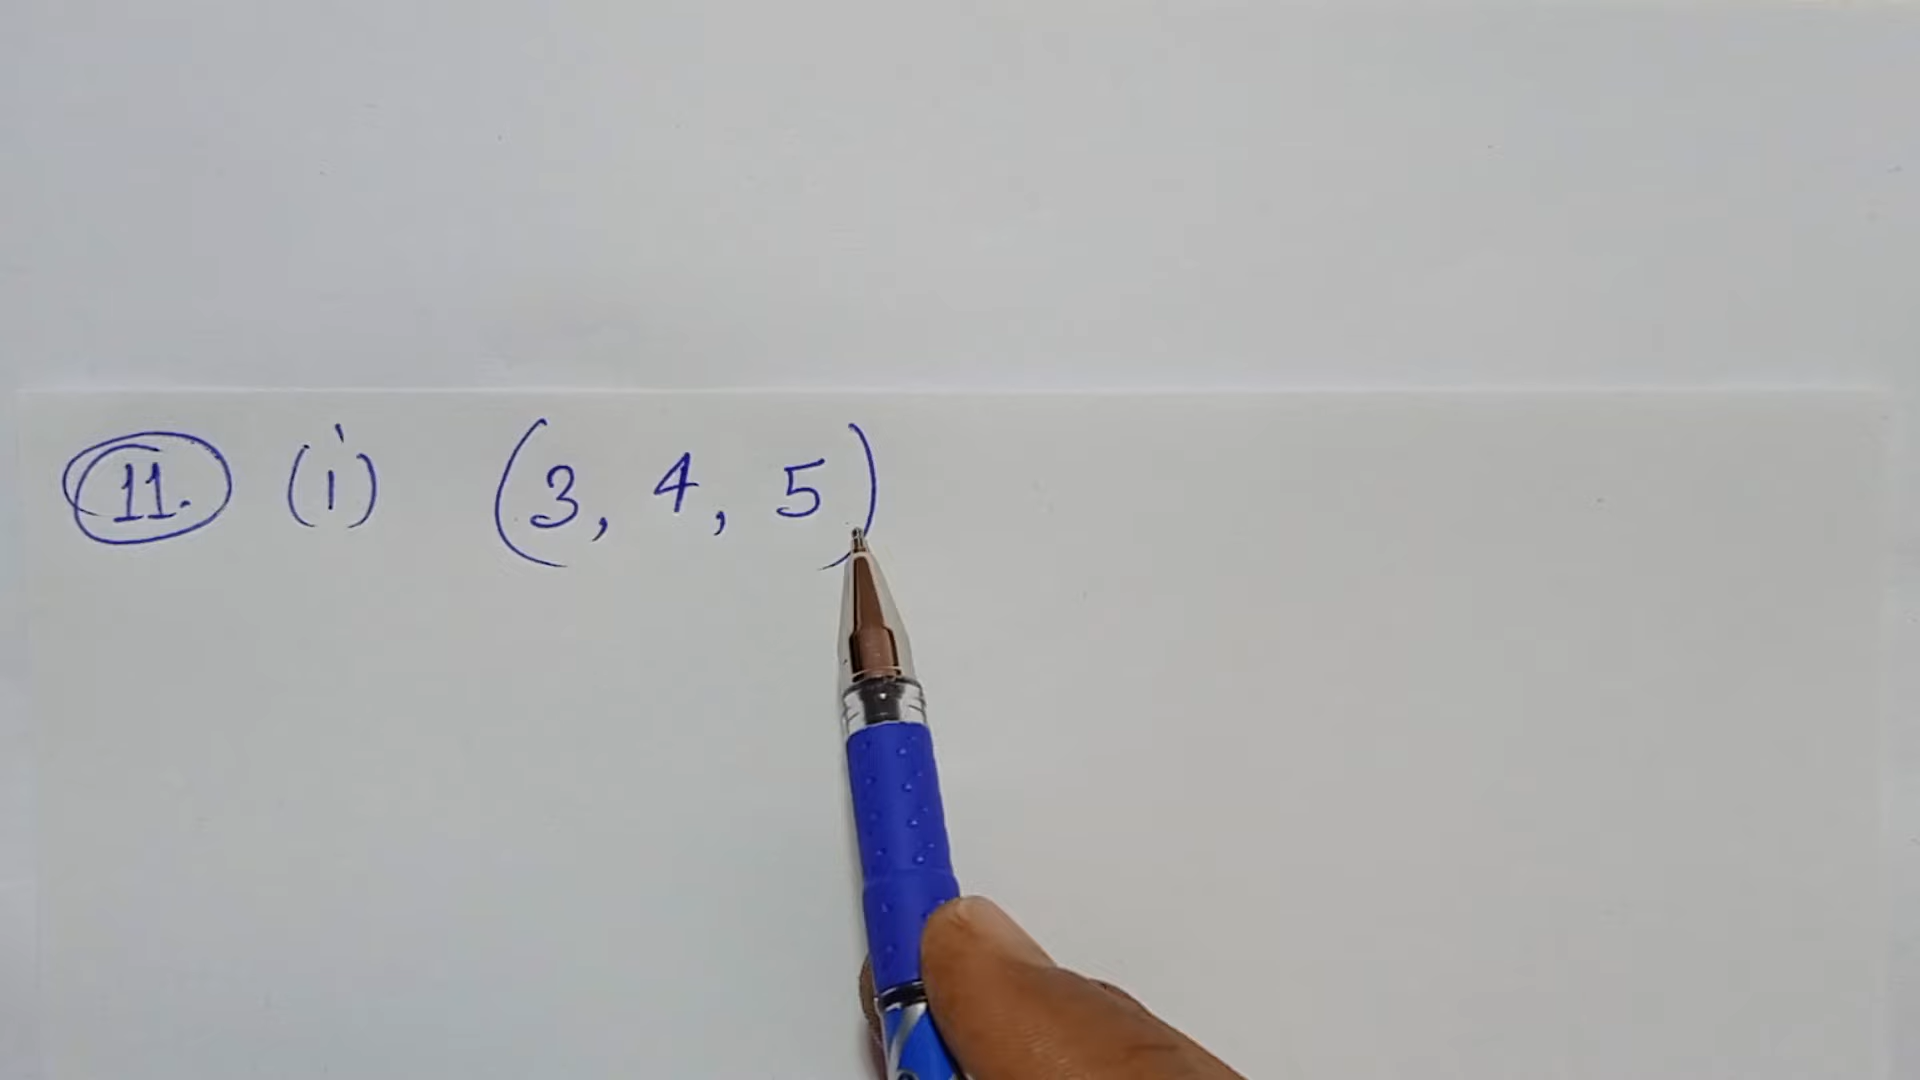 11. (i) (3, 4, 5)